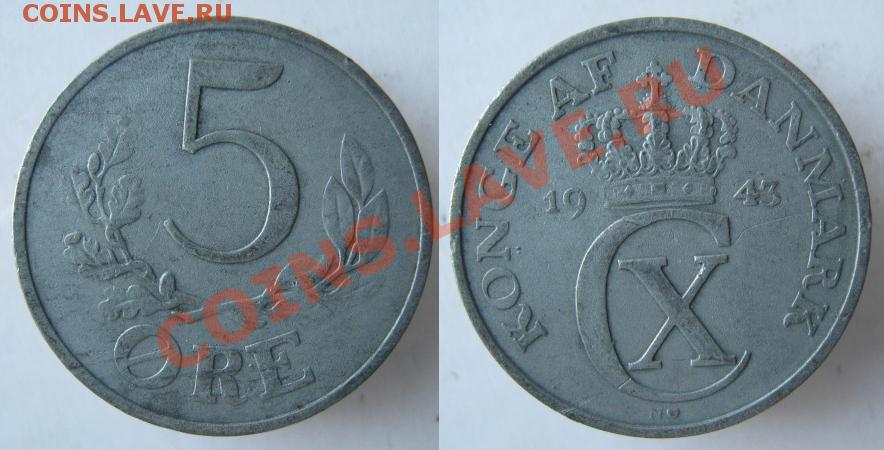 COINS.LAVE.RU
5
ØRE
COINS.LAVE.RU
KONGE AF DANMARK
19 43
C X